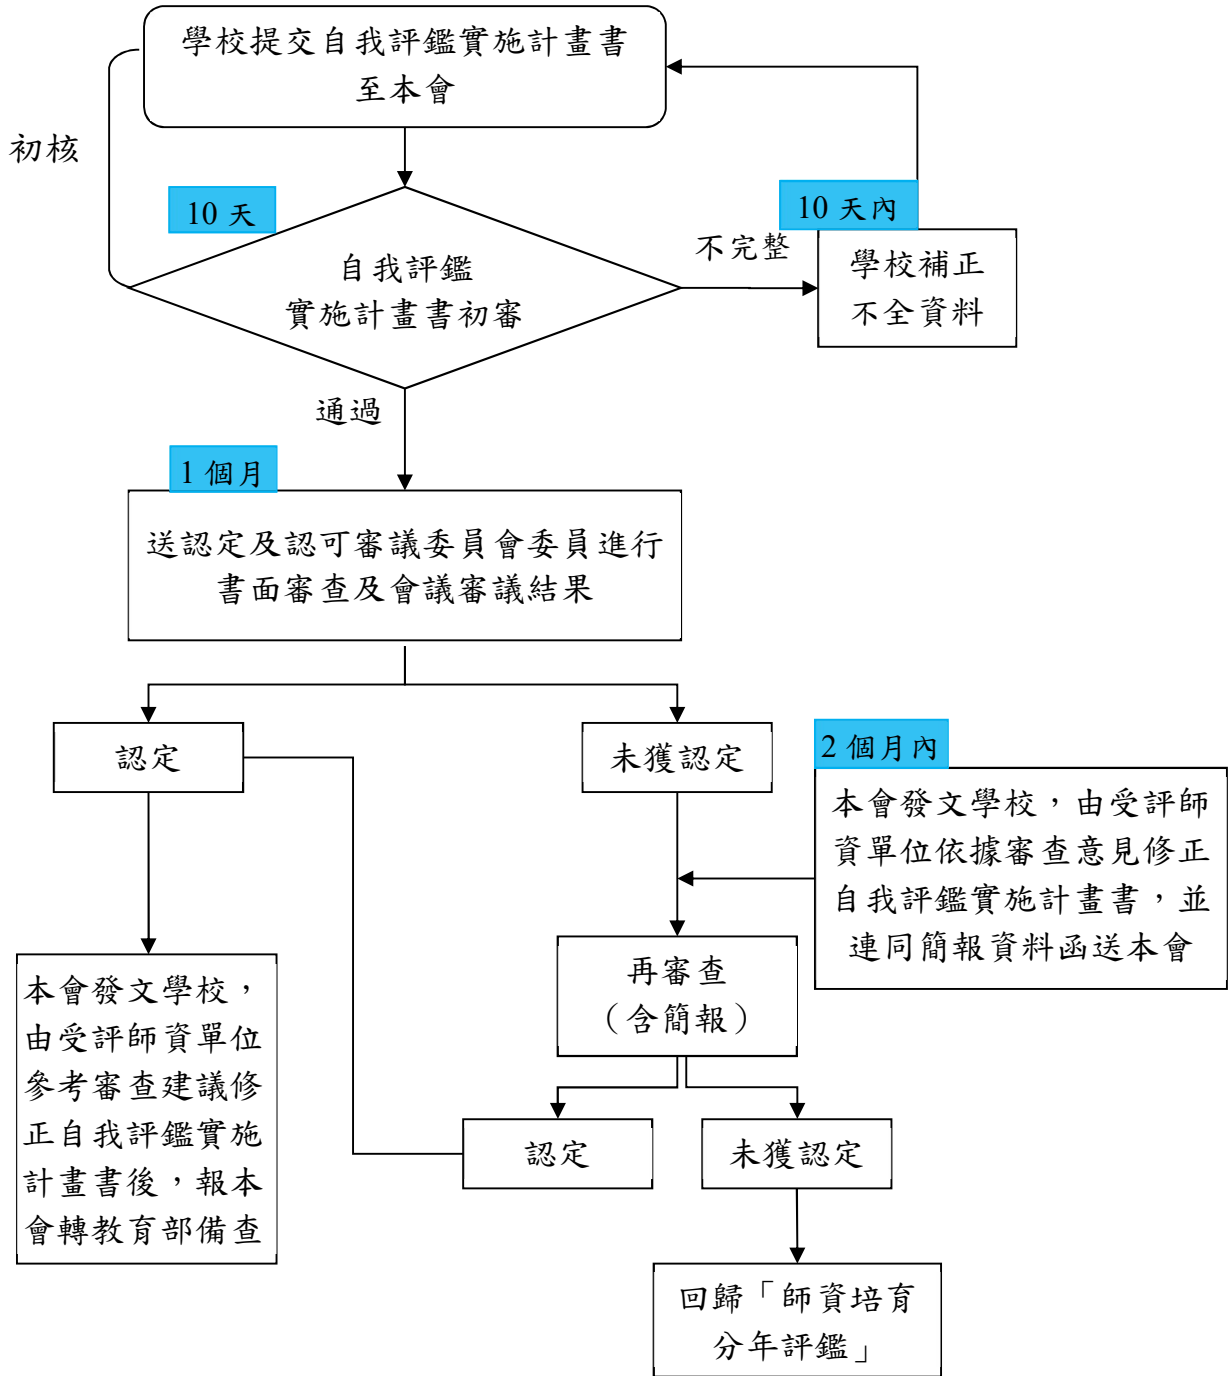 學校提交自我評鑑實施計畫書
至本會
初核
10 天
10 天內
不完整
自我評鑑
實施計畫書初審
學校補正
不全資料
通過
1 個月
送認定及認可審議委員會委員進行
書面審查及會議審議結果
認定
未獲認定
2 個月內
本會發文學校，由受評師
資單位依據審查意見修正
自我評鑑實施計畫書，並
連同簡報資料函送本會
再審查
（含簡報）
本會發文學校，
由受評師資單位
參考審查建議修
正自我評鑑實施
計畫書後，報本
會轉教育部備查
認定
未獲認定
回歸「師資培育
分年評鑑」